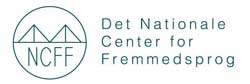 NCFF
Det Nationale
Center for
Fremmedsprog